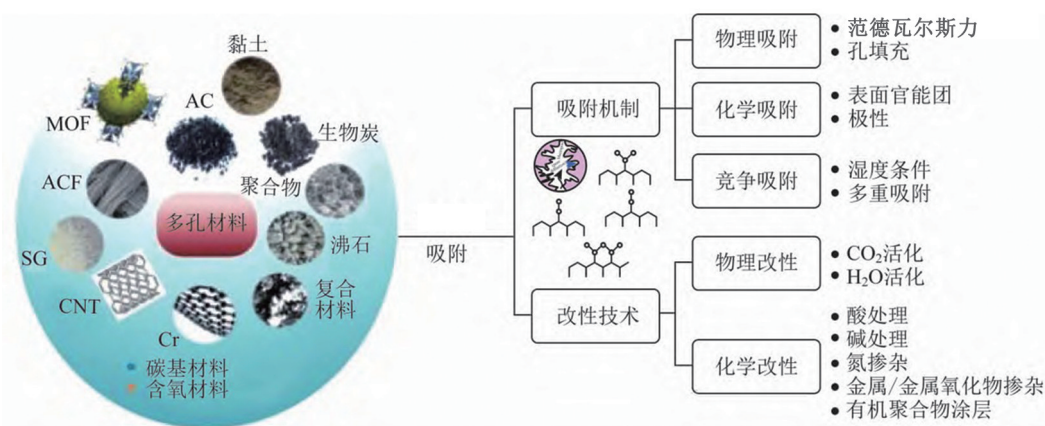 黏土
MOF
AC
生物炭
ACF
聚合物
多孔材料
SG
沸石
CNT
复合
材料
Cr
碳基材料
含氧材料
吸附
吸附机制
物理吸附
• 范德瓦尔斯力
• 孔填充
化学吸附
• 表面官能团
• 极性
竞争吸附
• 湿度条件
• 多重吸附
改性技术
物理改性
• CO₂活化
• H₂O活化
化学改性
• 酸处理
• 碱处理
• 氮掺杂
• 金属/金属氧化物掺杂
• 有机聚合物涂层